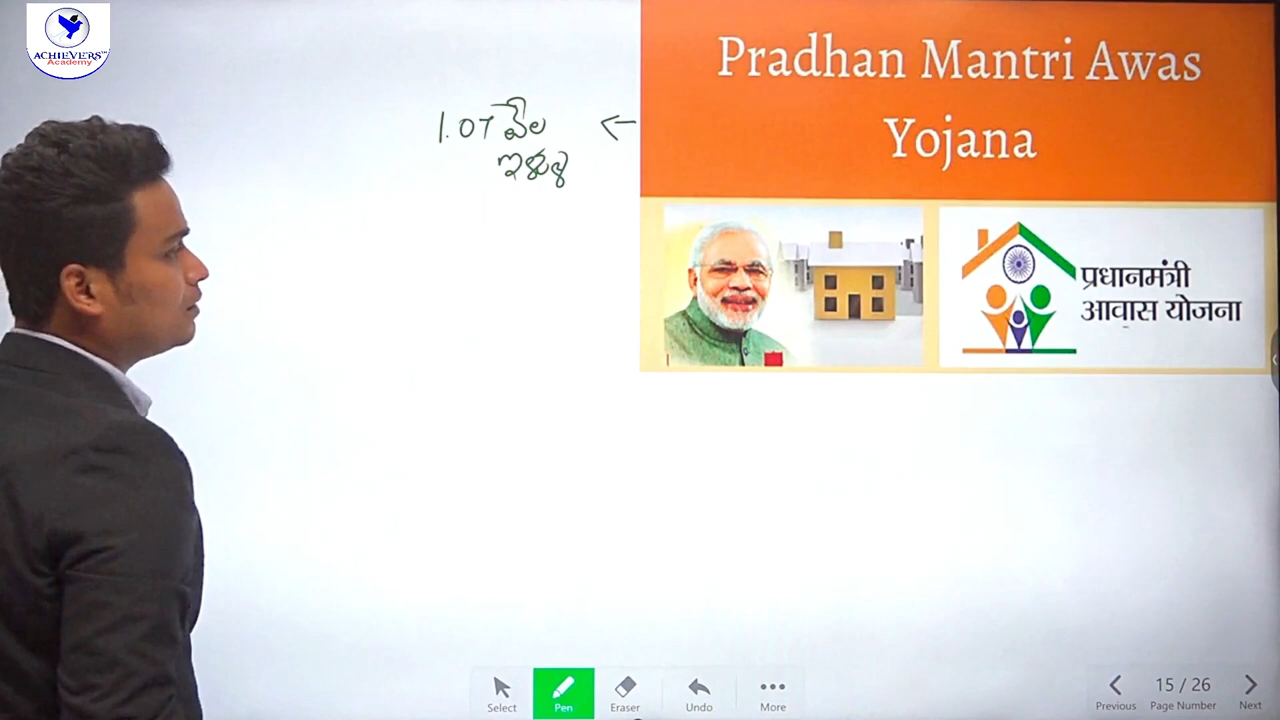 ACHIEVERS™
Academy
1.07 వేల
ఇళ్ళు
←
Pradhan Mantri Awas
Yojana
प्रधानमंत्री
आवास योजना
Select
Pen
Eraser
Undo
More
Previous
15 / 26
Page Number
Next